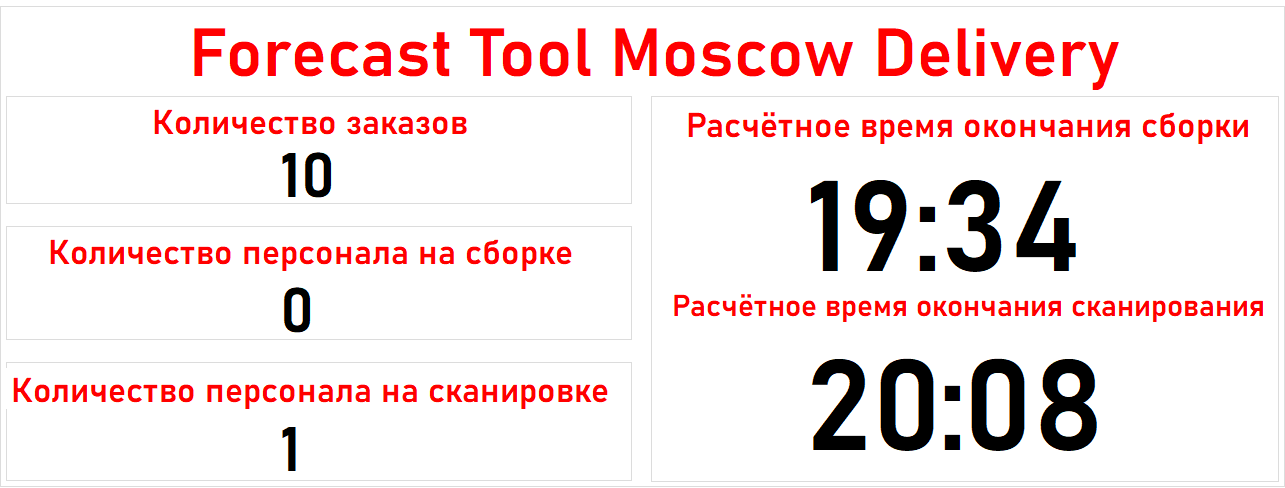 Forecast Tool Moscow Delivery
Количество заказов
10
Количество персонала на сборке
0
Количество персонала на сканировке
1
Расчётное время окончания сборки
19:34
Расчётное время окончания сканирования
20:08